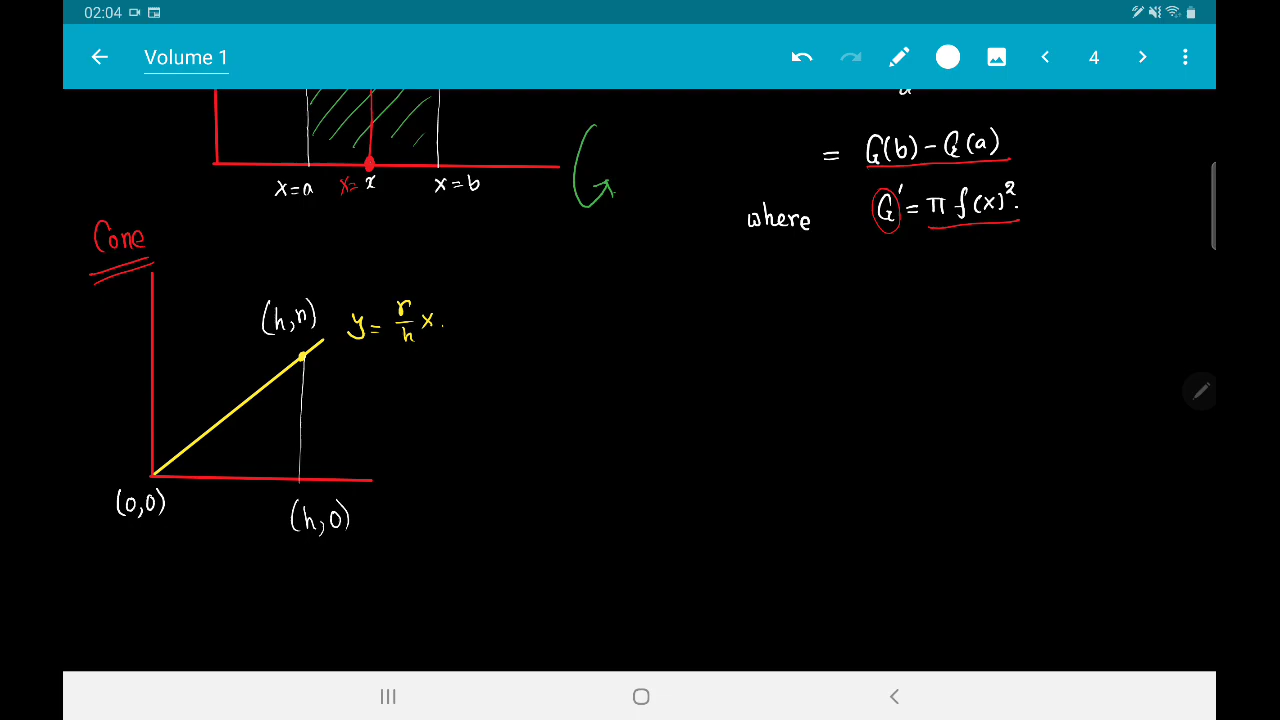 02:04
Volume 1
4
a
= G(b) - G(a)
x=a x= x x=b
where G' = π f(x)².
Cone
(h,r) y = r/h x.
(0,0)
(h,0)